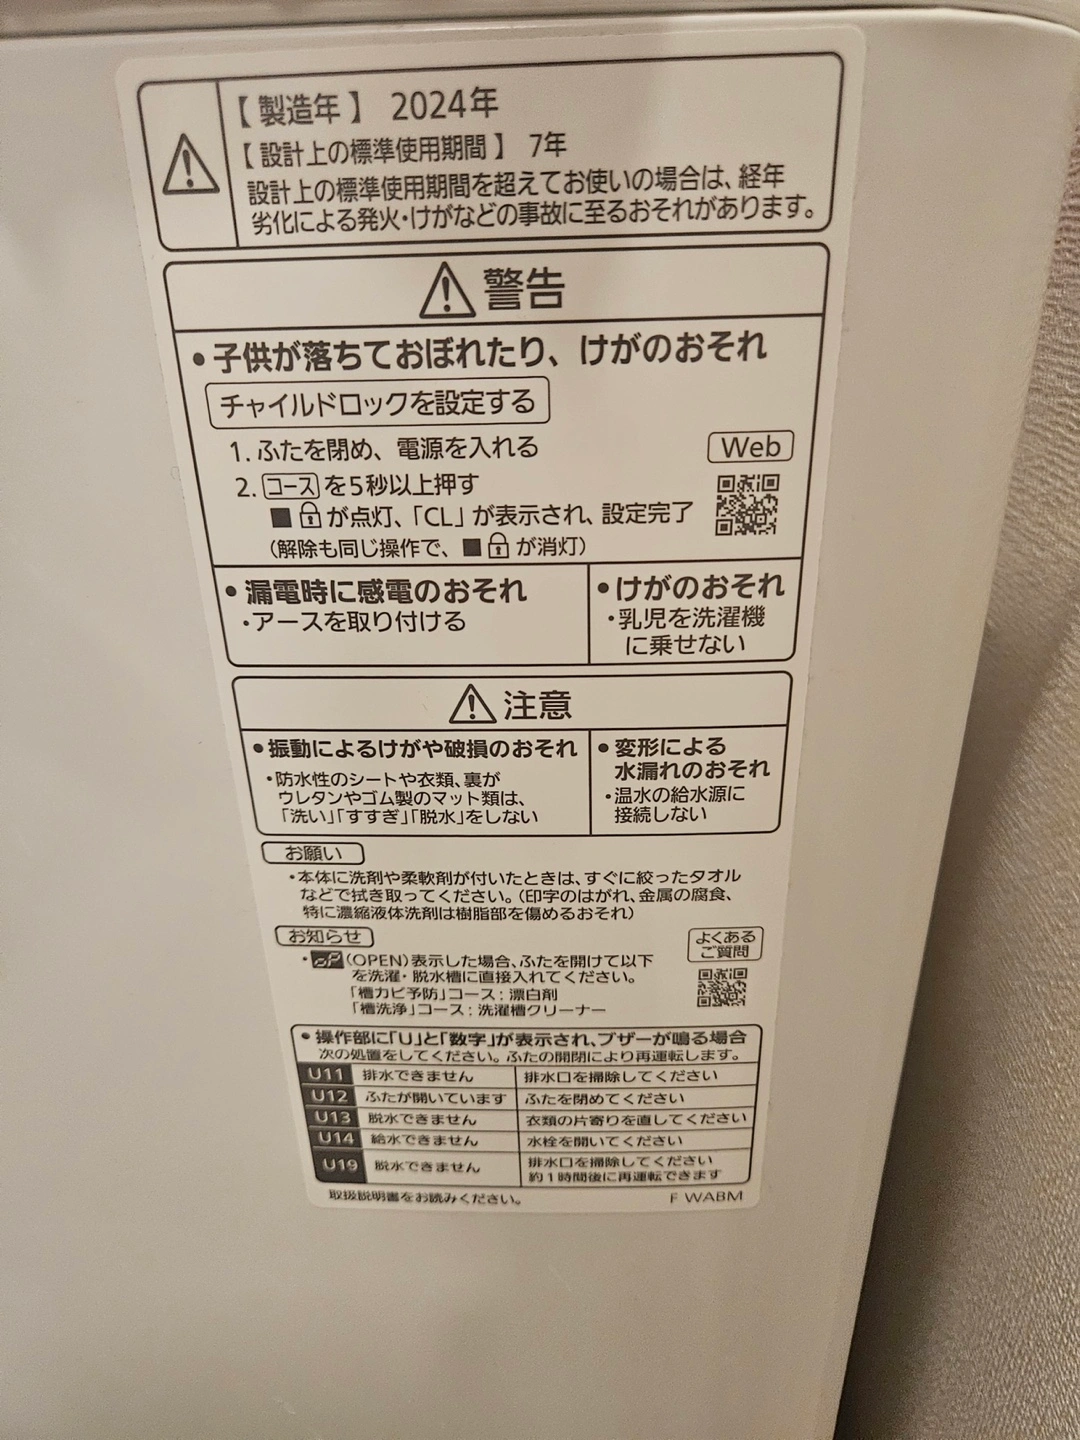 【製造年】 2024年
【設計上の標準使用期間】 7年
設計上の標準使用期間を超えてお使いの場合は、経年
劣化による発火・けがなどの事故に至るおそれがあります。
警告
• 子供が落ちておぼれたり、けがのおそれ
チャイルドロックを設定する
1. ふたを閉め、電源を入れる
Web
2. コースを5秒以上押す
■が点灯、「CL」が表示され、設定完了
(解除も同じ操作で、■が消灯)
• 漏電時に感電のおそれ
・アースを取り付ける
• けがのおそれ
・乳児を洗濯機
に乗せない
注意
• 振動によるけがや破損のおそれ
・防水性のシートや衣類、裏が
ウレタンやゴム製のマット類は、
「洗い」「すすぎ」「脱水」をしない
• 変形による
水漏れのおそれ
・温水の給水源に
接続しない
お願い
・本体に洗剤や柔軟剤が付いたときは、すぐに絞ったタオル
などで拭き取ってください。(印字のはがれ、金属の腐食、
特に濃縮液体洗剤は樹脂部を傷めるおそれ)
お知らせ
よくある
ご質問
・oP(OPEN)表示した場合、ふたを開けて以下
を洗濯・脱水槽に直接入れてください。
「槽カビ予防」コース：漂白剤
「槽洗浄」コース：洗濯槽クリーナー
• 操作部に「U」と「数字」が表示され、ブザーが鳴る場合
次の処置をしてください。ふたの開閉により再運転します。
U11 排水できません 排水口を掃除してください
U12 ふたが開いています ふたを閉めてください
U13 脱水できません 衣類の片寄りを直してください
U14 給水できません 水栓を開いてください
U19 脱水できません 排水口を掃除してください
約1時間後に再運転できます
取扱説明書をお読みください。
F WABM